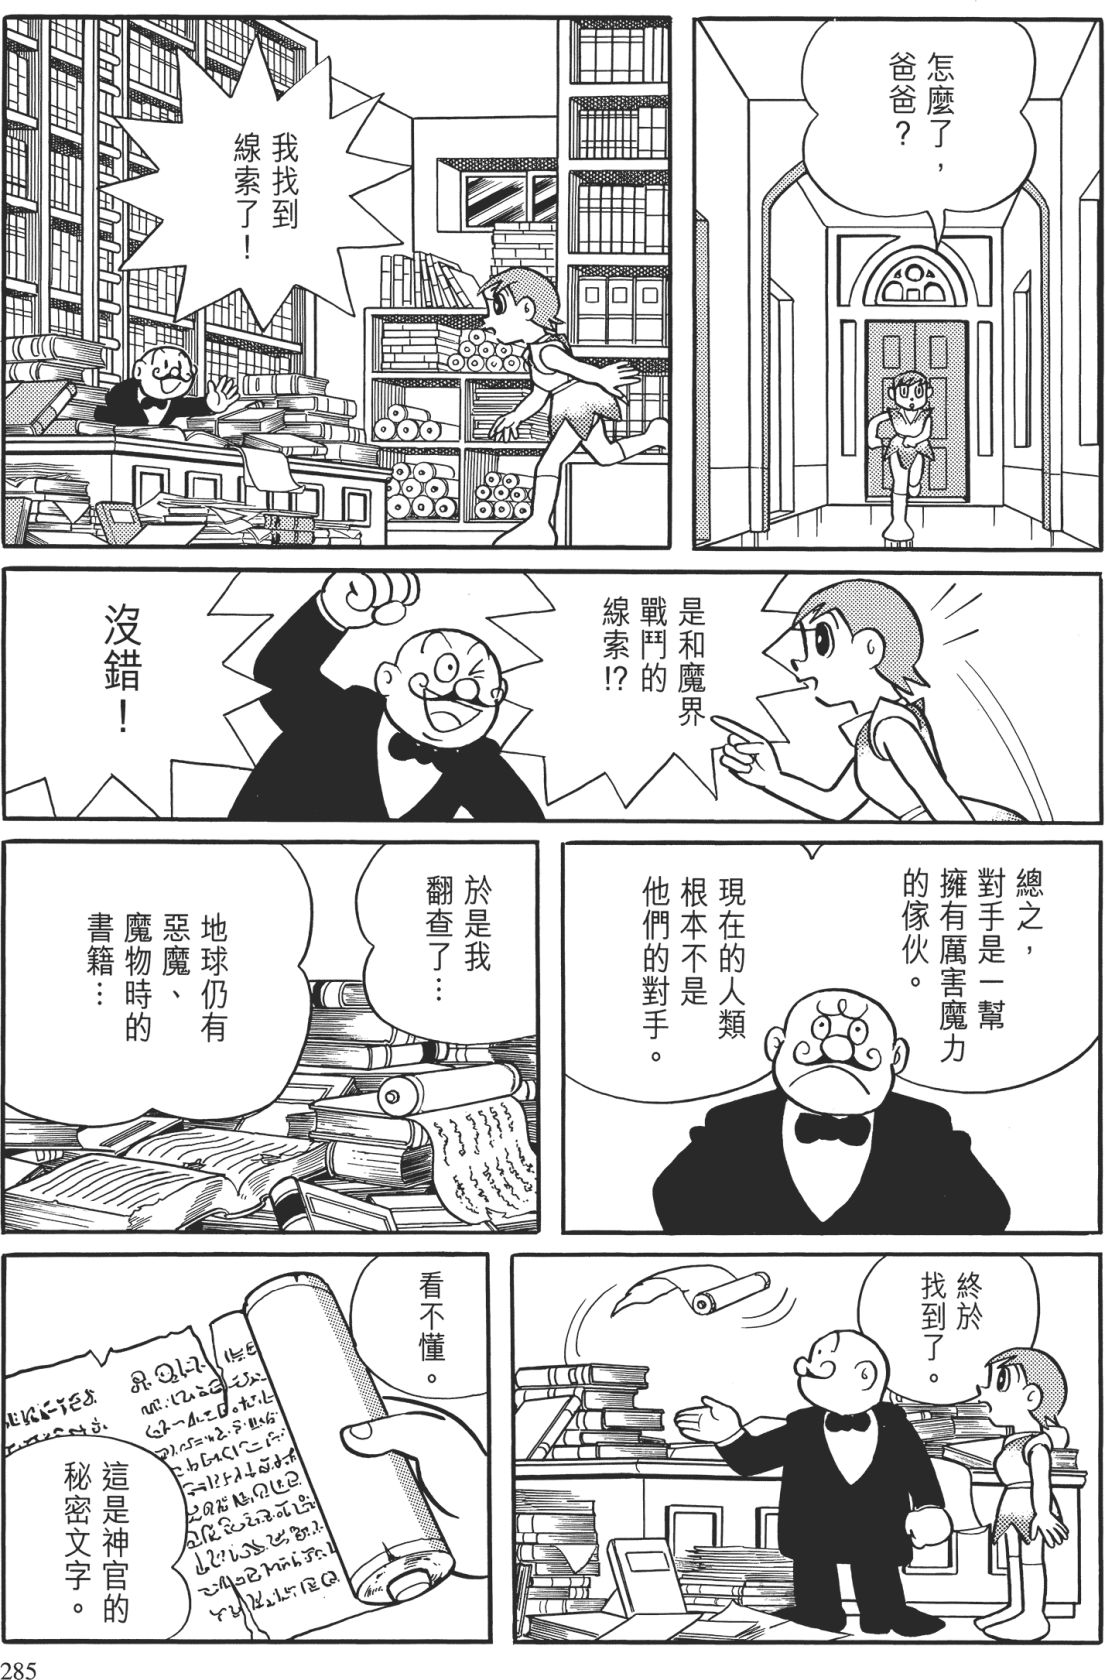 怎麼了，
爸爸？
我找到
線索了！
是和魔界
戰鬥的
線索!?
沒錯！
總之，
對手是一幫
擁有厲害魔力
的傢伙。
現在的人類
根本不是
他們的對手。
於是我
翻查了…
地球仍有
惡魔、
魔物時的
書籍…
終於
找到了。
看不懂。
這是神官的
秘密文字。
285